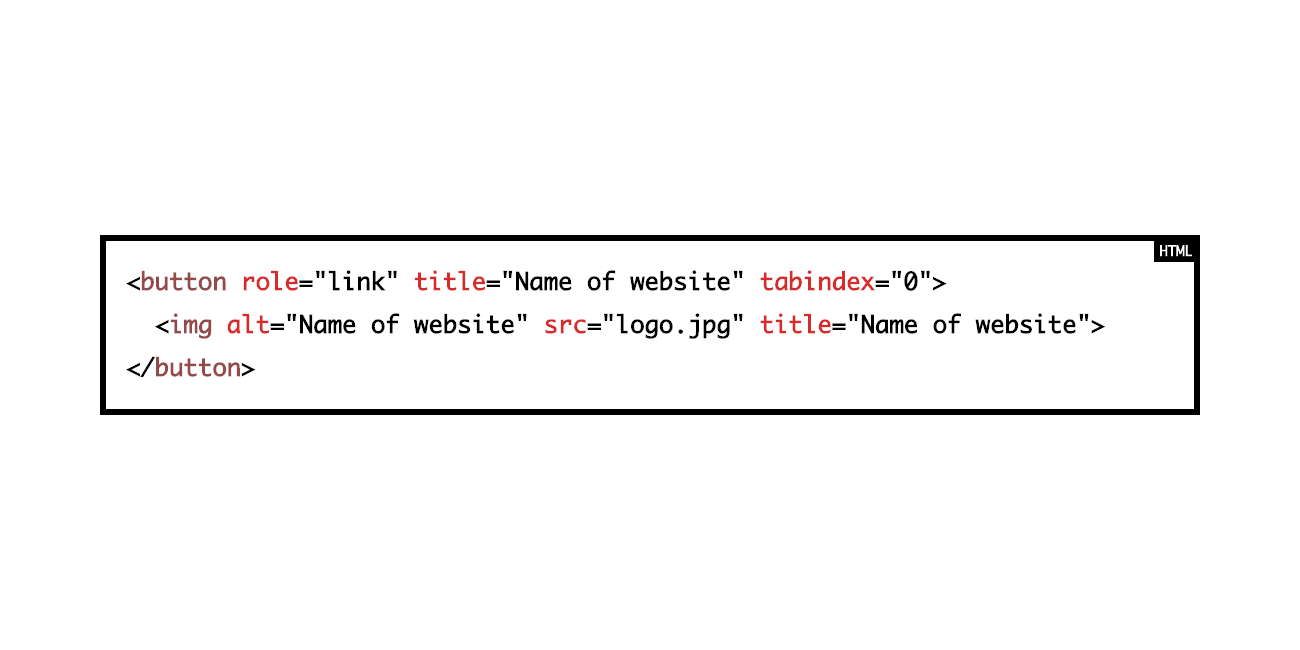 HTML
<button role="link" title="Name of website" tabindex="0">
  <img alt="Name of website" src="logo.jpg" title="Name of website">
</button>